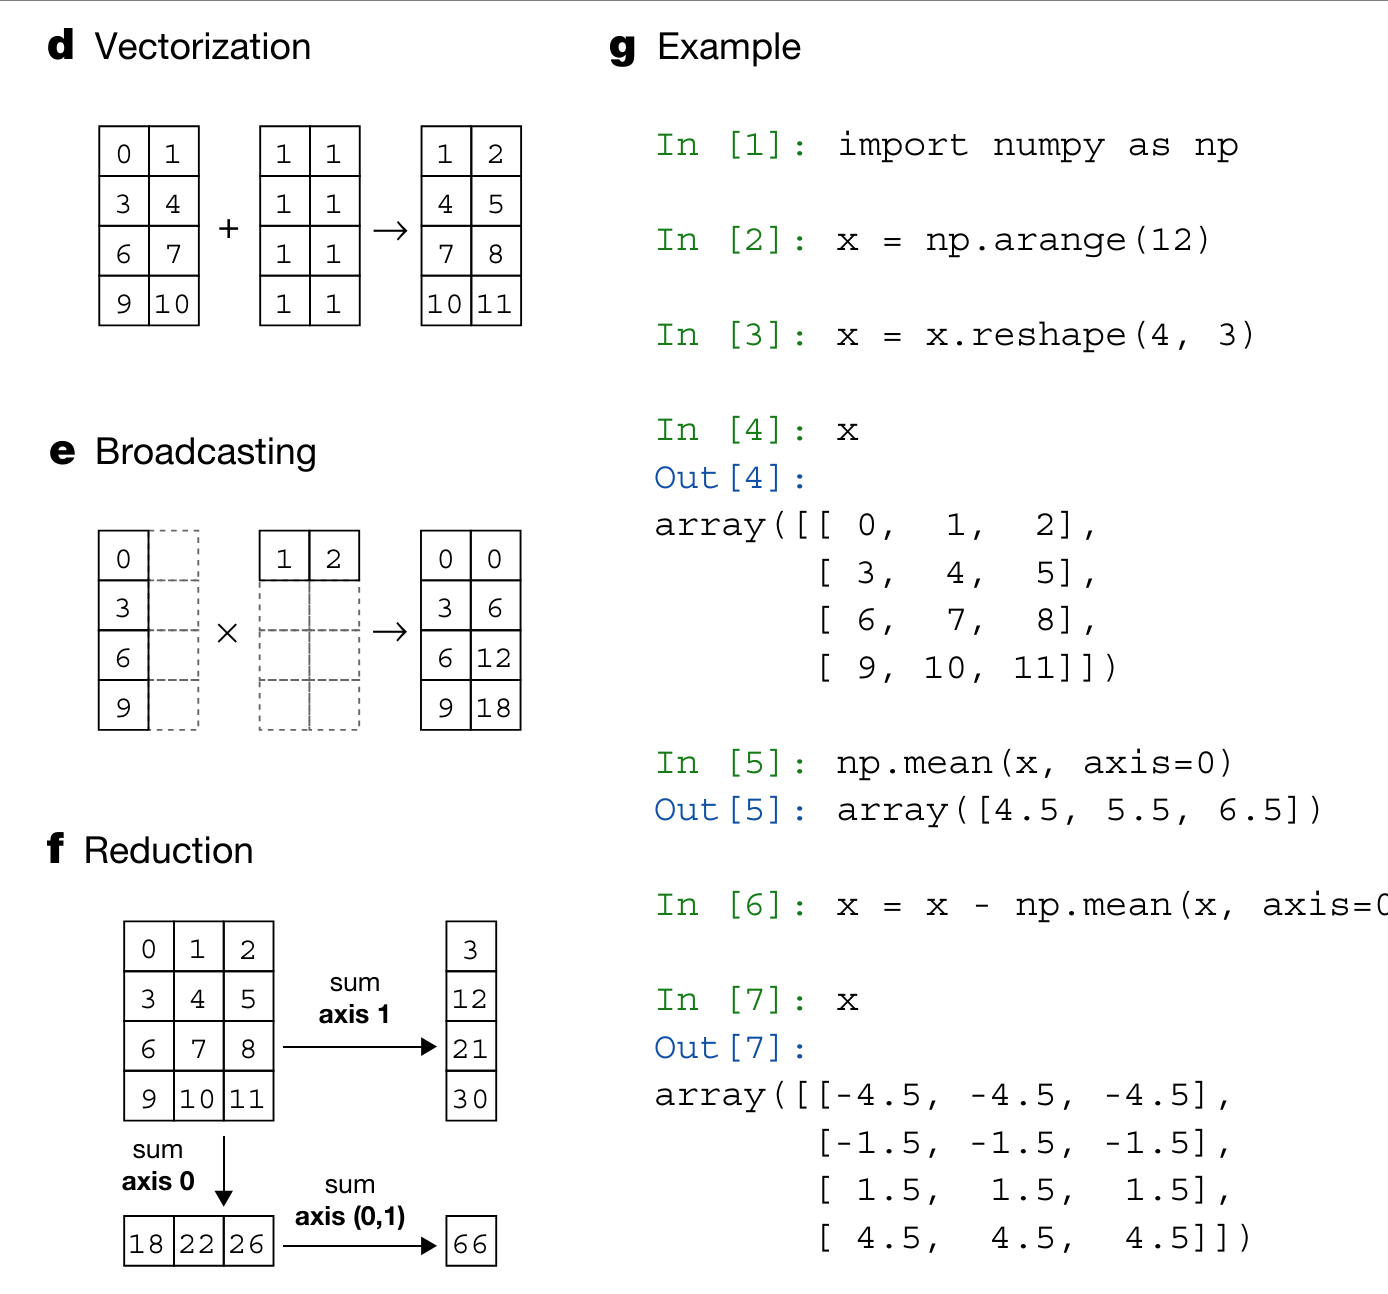 d Vectorization
0 1 1 1 1 2
3 4 1 1 4 5
+ →
6 7 1 1 7 8
9 10 1 1 10 11
e Broadcasting
0 1 2 0 0
3 3 6
× →
6 6 12
9 9 18
f Reduction
0 1 2 3
3 4 5 12
6 7 8 21
9 10 11 30
sum
axis 1
sum
axis 0
sum
axis (0,1)
18 22 26 66
g Example
In [1]: import numpy as np
In [2]: x = np.arange(12)
In [3]: x = x.reshape(4, 3)
In [4]: x
Out[4]:
array([[ 0, 1, 2],
[ 3, 4, 5],
[ 6, 7, 8],
[ 9, 10, 11]])
In [5]: np.mean(x, axis=0)
Out[5]: array([4.5, 5.5, 6.5])
In [6]: x = x - np.mean(x, axis=0
In [7]: x
Out[7]:
array([[-4.5, -4.5, -4.5],
[-1.5, -1.5, -1.5],
[ 1.5, 1.5, 1.5],
[ 4.5, 4.5, 4.5]])